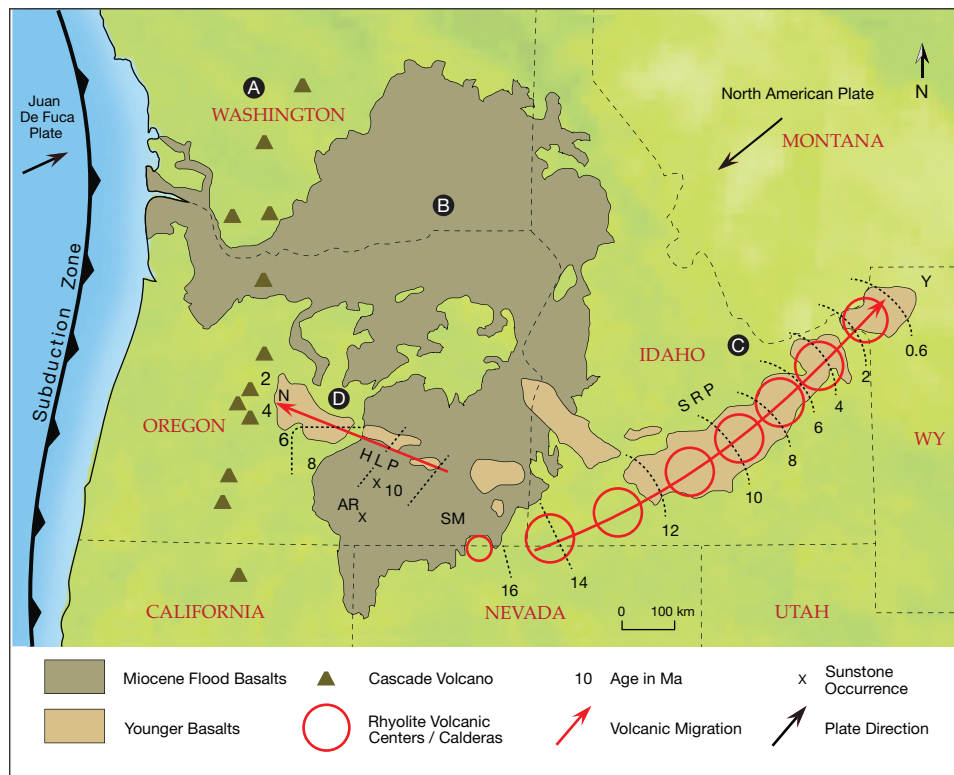 A
WASHINGTON
Juan
De Fuca
Plate
North American Plate
N
MONTANA
B
Subduction Zone
Y
C
IDAHO
0.6
2
4
6
8
10
12
14
16
S R P
WY
2
4
6
8
N
D
OREGON
H L P
x
10
AR
x
SM
CALIFORNIA
NEVADA
UTAH
0 100 km
Miocene Flood Basalts
Cascade Volcano
10 Age in Ma
x Sunstone
Occurrence
Younger Basalts
Rhyolite Volcanic
Centers / Calderas
Volcanic Migration
Plate Direction